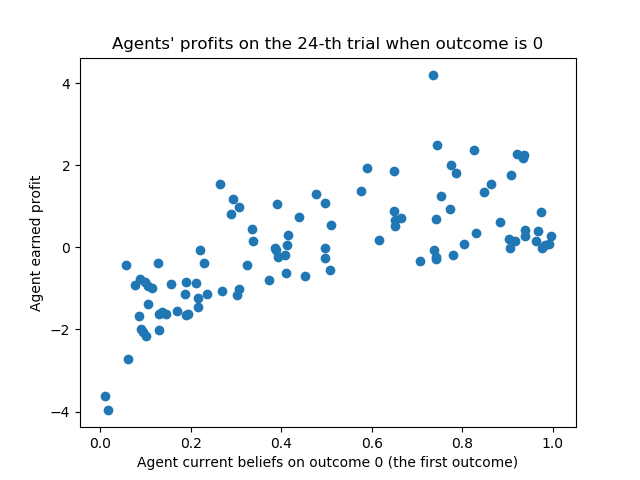 Agents' profits on the 24-th trial when outcome is 0
4
2
0
−2
−4
Agent earned profit
0.0 0.2 0.4 0.6 0.8 1.0
Agent current beliefs on outcome 0 (the first outcome)